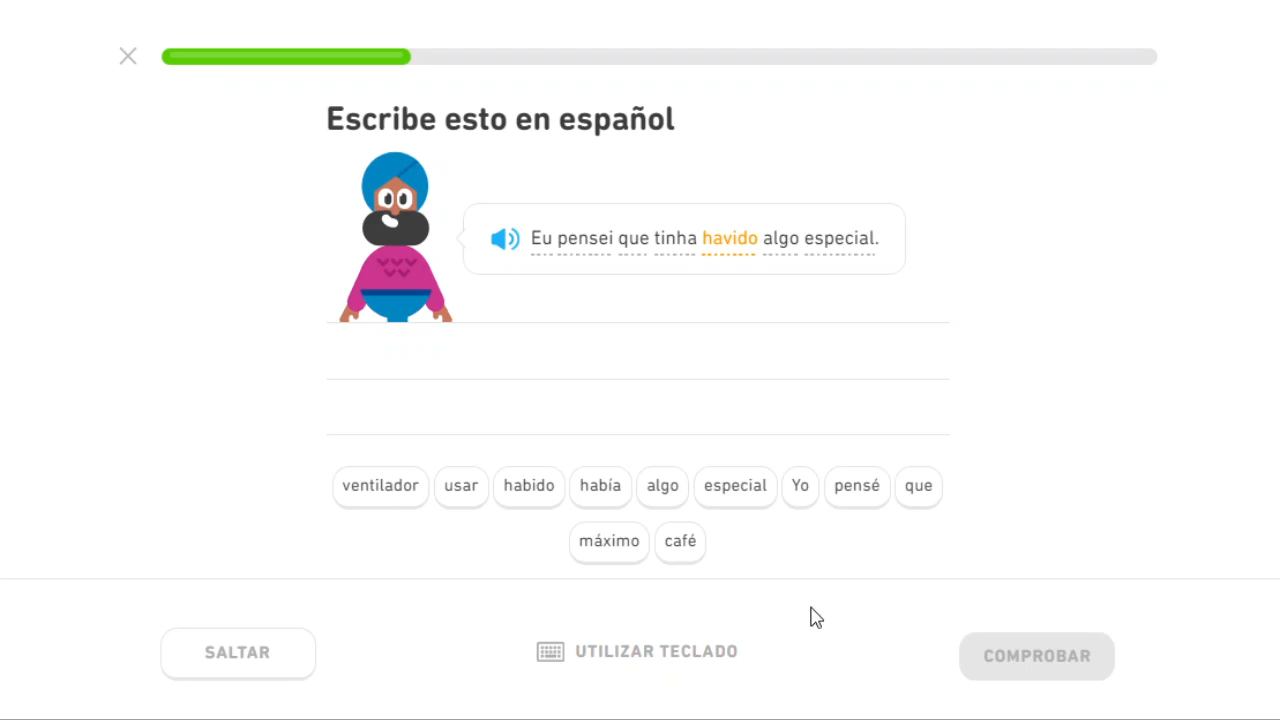 Escribe esto en español
Eu pensei que tinha havido algo especial.
ventilador usar habido había algo especial Yo pensé que
máximo café
SALTAR UTILIZAR TECLADO COMPROBAR